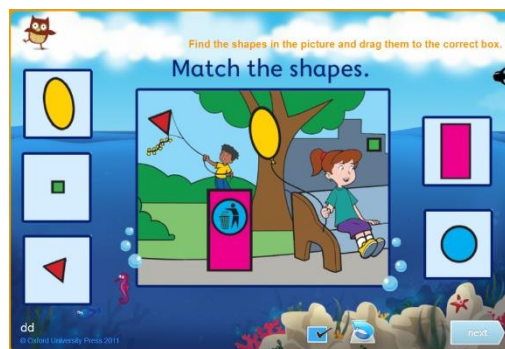 Find the shapes in the picture and drag them to the correct box.
Match the shapes.
dd
© Oxford University Press 2011
next